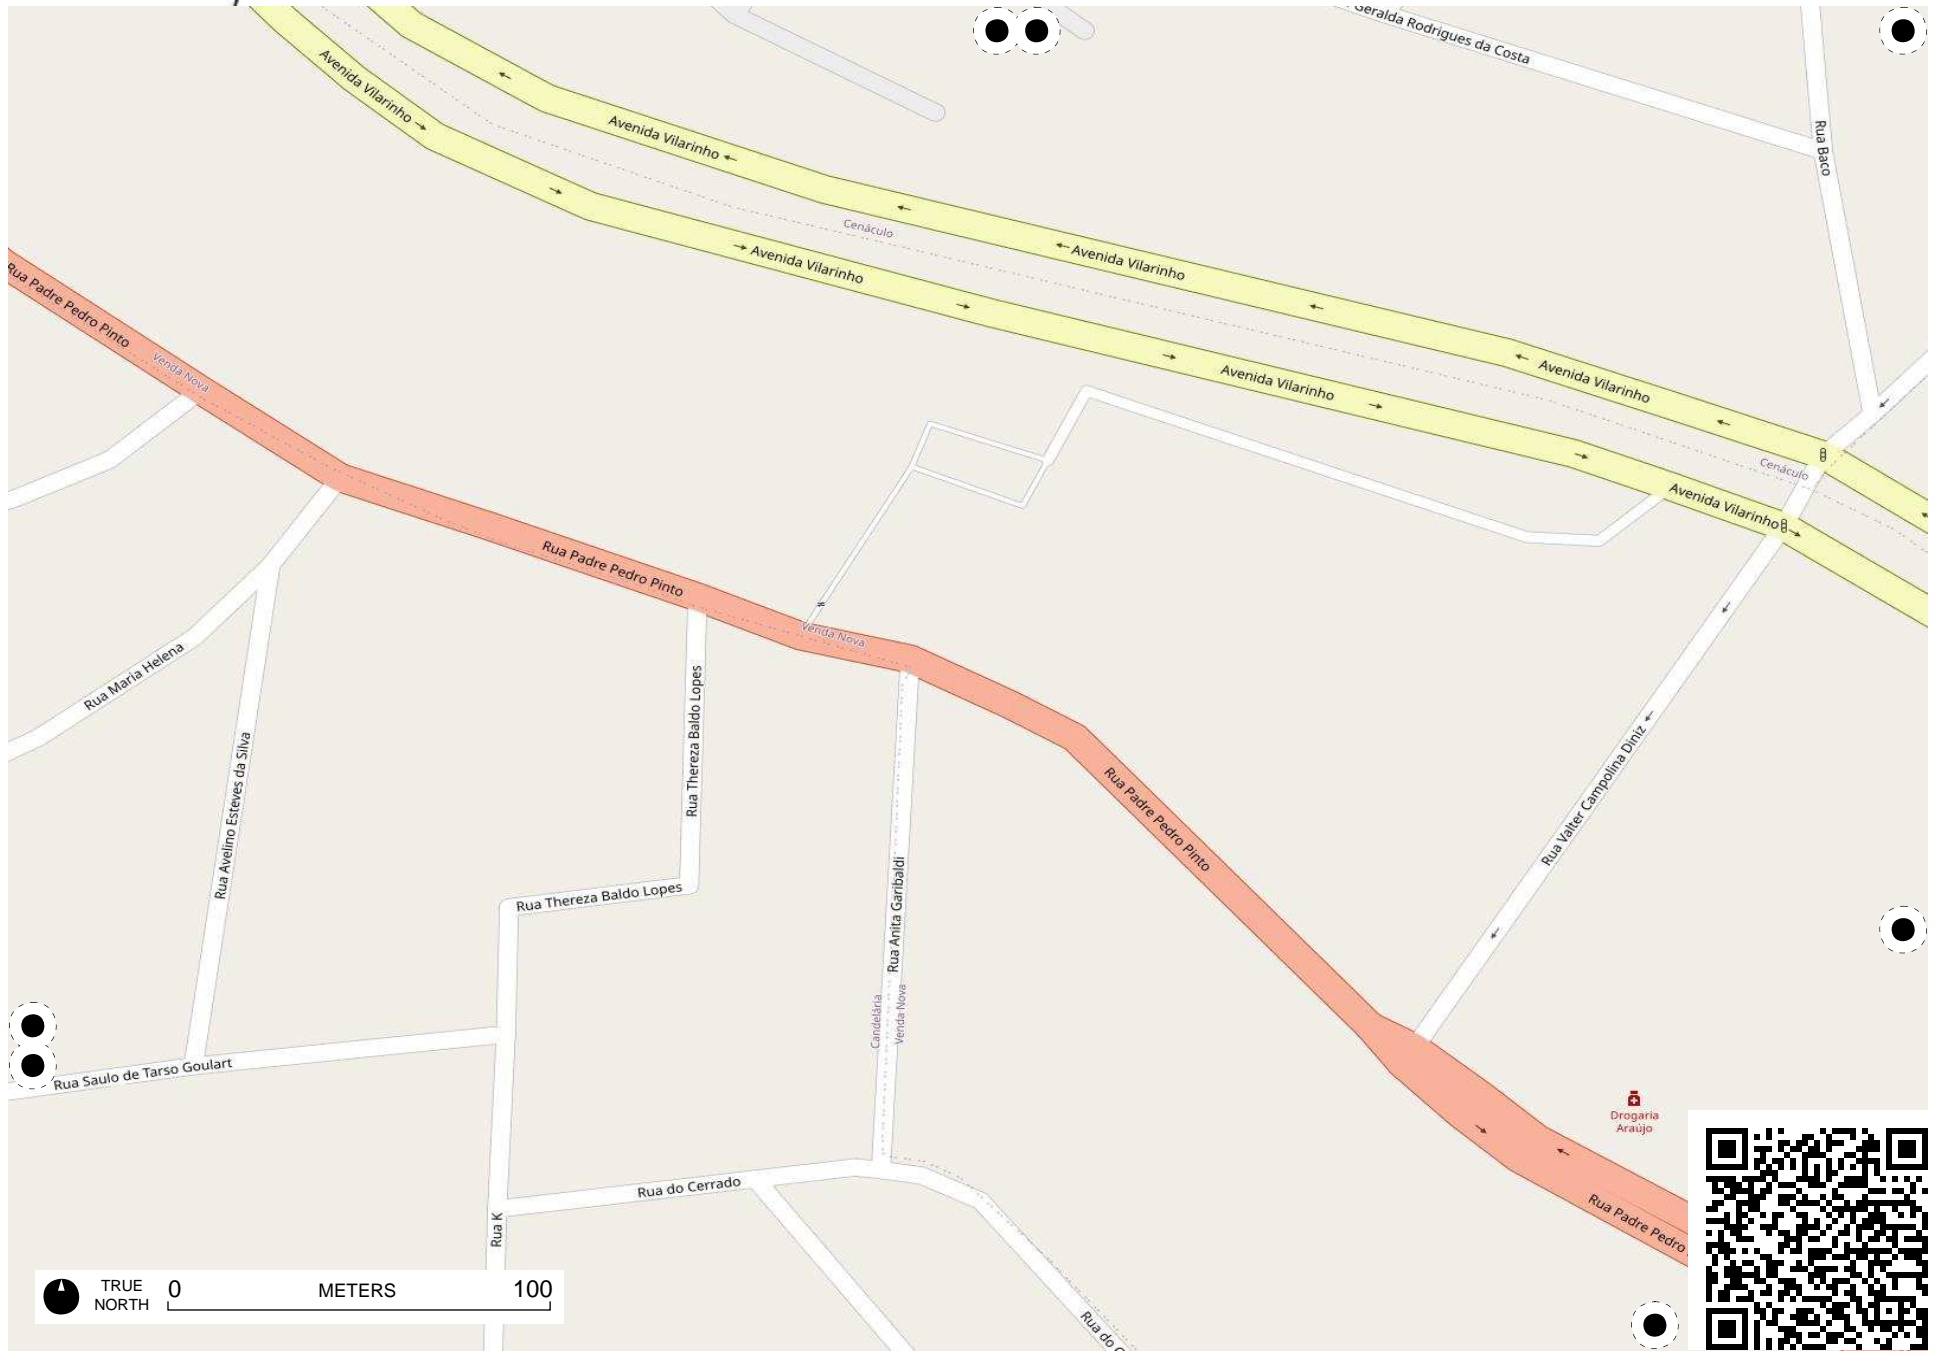 Geralda Rodrigues da Costa
Avenida Vilarinho
Avenida Vilarinho
Rua Baco
Cenáculo
Avenida Vilarinho
Avenida Vilarinho
Rua Padre Pedro Pinto
Venda Nova
Avenida Vilarinho
Avenida Vilarinho
Cenáculo
Avenida Vilarinho
Rua Padre Pedro Pinto
Venda Nova
Rua Maria Helena
Rua Thereza Baldo Lopes
Rua Avelino Esteves da Silva
Rua Padre Pedro Pinto
Rua Valter Campolina Diniz
Rua Thereza Baldo Lopes
Rua Anita Garibaldi
Candelária
Venda Nova
Rua Saulo de Tarso Goulart
Drogaria
Araújo
Rua do Cerrado
Rua K
Rua Padre Pedro
Rua do C
TRUE
NORTH
0 METERS 100